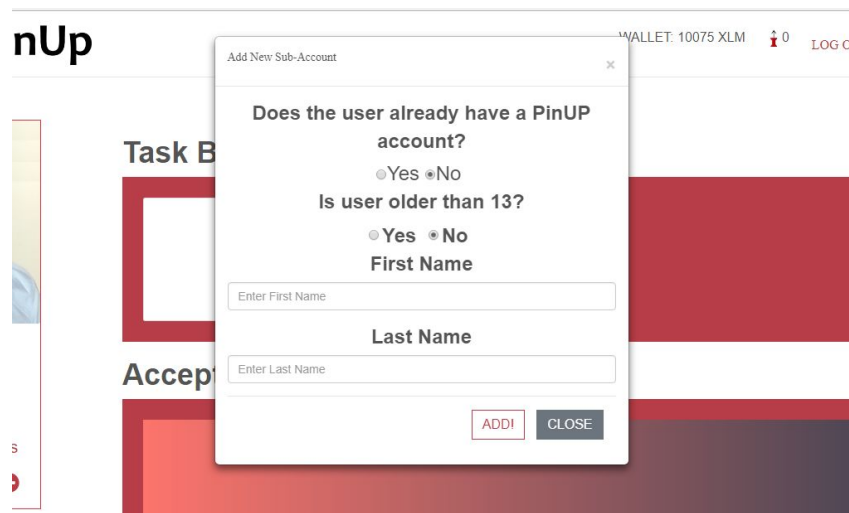 nUp
WALLET: 10075 XLM
0
LOG O
Add New Sub-Account
×
Does the user already have a PinUP
account?
Yes No
Is user older than 13?
Yes No
First Name
Enter First Name
Last Name
Enter Last Name
ADD!
CLOSE
Task B
Accep
s